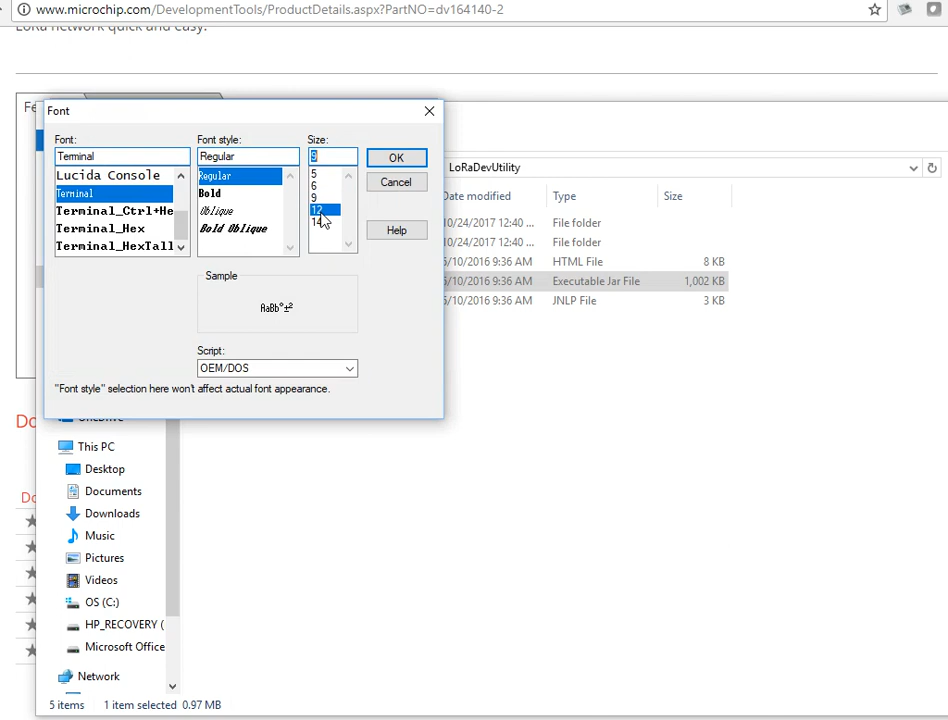 www.microchip.com/DevelopmentTools/ProductDetails.aspx?PartNO=dv164140-2
LoRa network quick and easy.
Fe
Font
Font:
Font style:
Size:
Terminal
Regular
9
OK
Lucida Console
Terminal
Terminal_Ctrl+He
Terminal_Hex
Terminal_HexTall
Regular
Bold
Oblique
Bold Oblique
5
6
9
12
14
Cancel
Help
Sample
AaBb°±²
Script:
OEM/DOS
"Font style" selection here won't affect actual font appearance.
LoRaDevUtility
Date modified
Type
Size
10/24/2017 12:40 ...
File folder
10/24/2017 12:40 ...
File folder
5/10/2016 9:36 AM
HTML File
8 KB
5/10/2016 9:36 AM
Executable Jar File
1,002 KB
5/10/2016 9:36 AM
JNLP File
3 KB
Do
OneDrive
This PC
Desktop
Documents
Do
Downloads
Music
Pictures
Videos
OS (C:)
HP_RECOVERY (
Microsoft Office
Network
5 items
1 item selected 0.97 MB